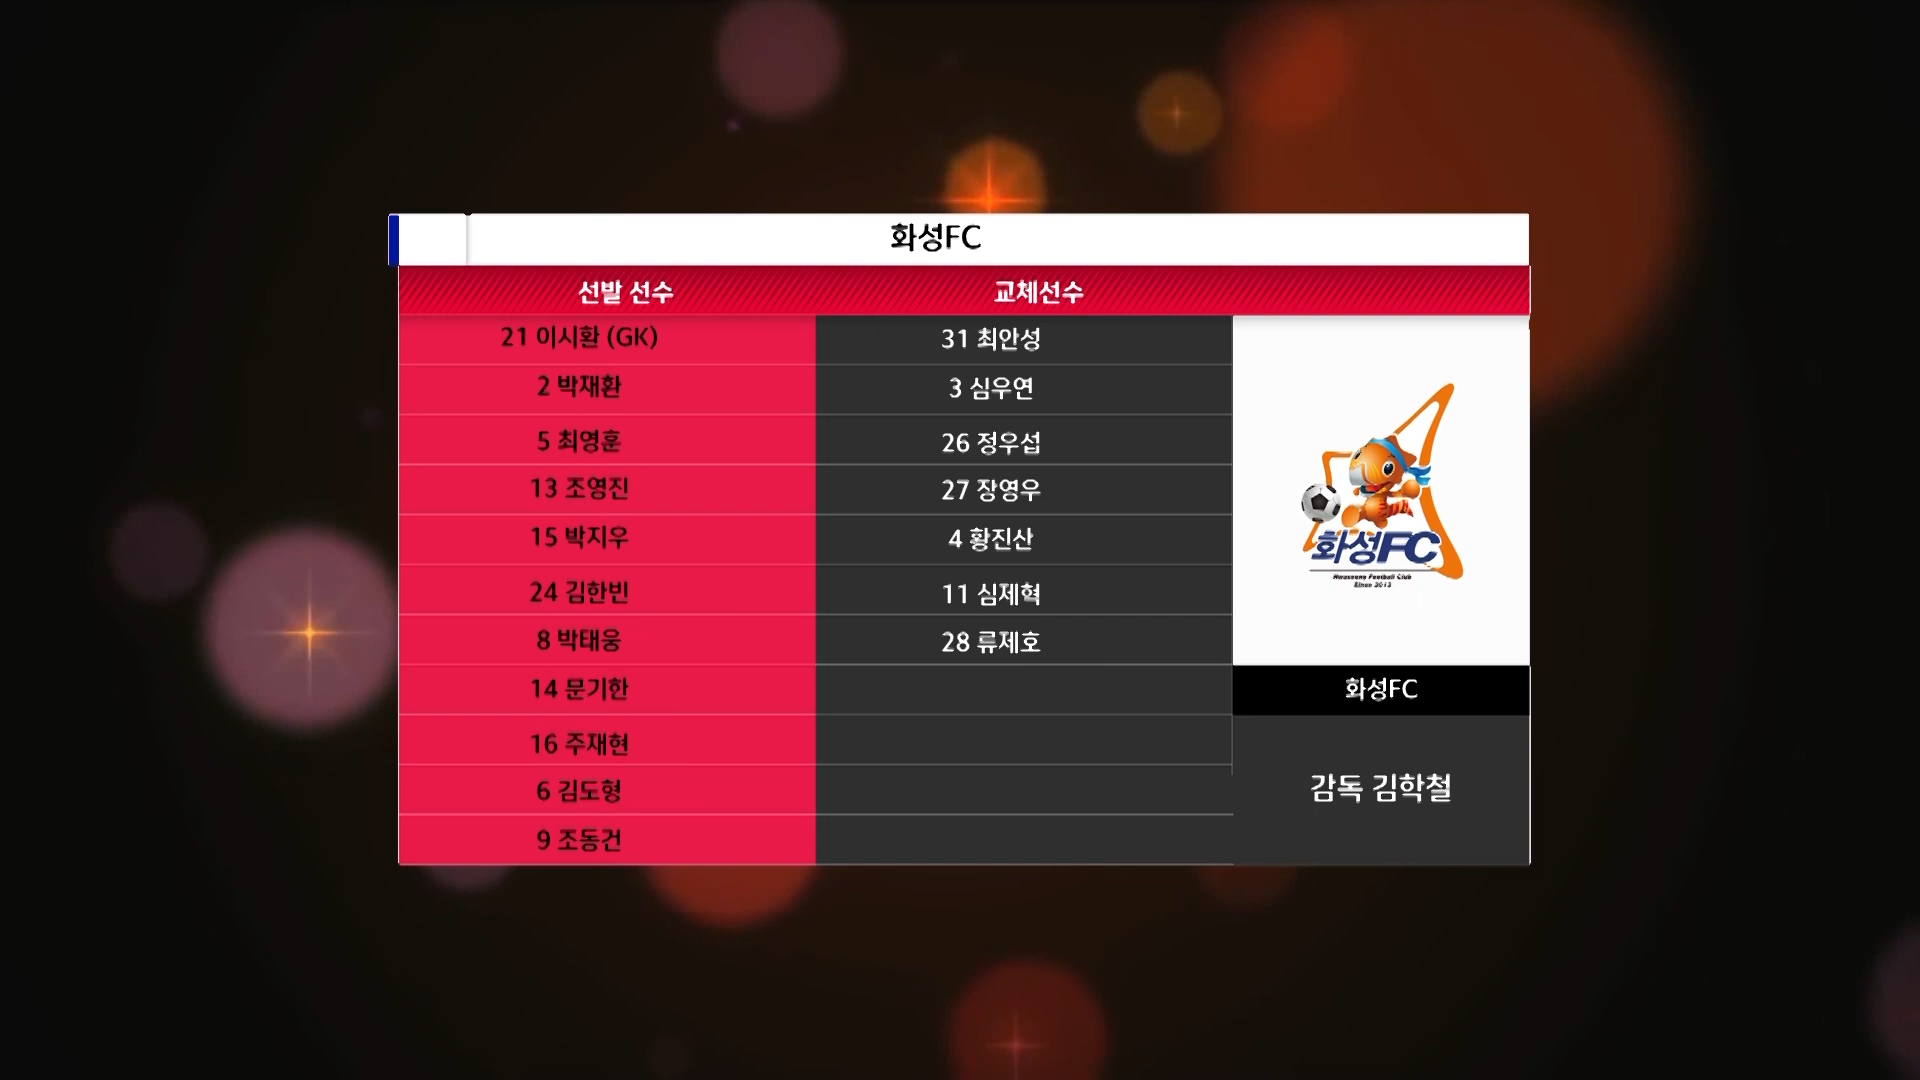 화성FC
선발 선수
교체선수
21 이시환 (GK)
2 박재환
5 최영훈
13 조영진
15 박지우
24 김한빈
8 박태웅
14 문기한
16 주재현
6 김도형
9 조동건
31 최안성
3 심우연
26 정우섭
27 장영우
4 황진산
11 심제혁
28 류제호
화성FC
Hwaseong Football Club
Since 2013
화성FC
감독 김학철